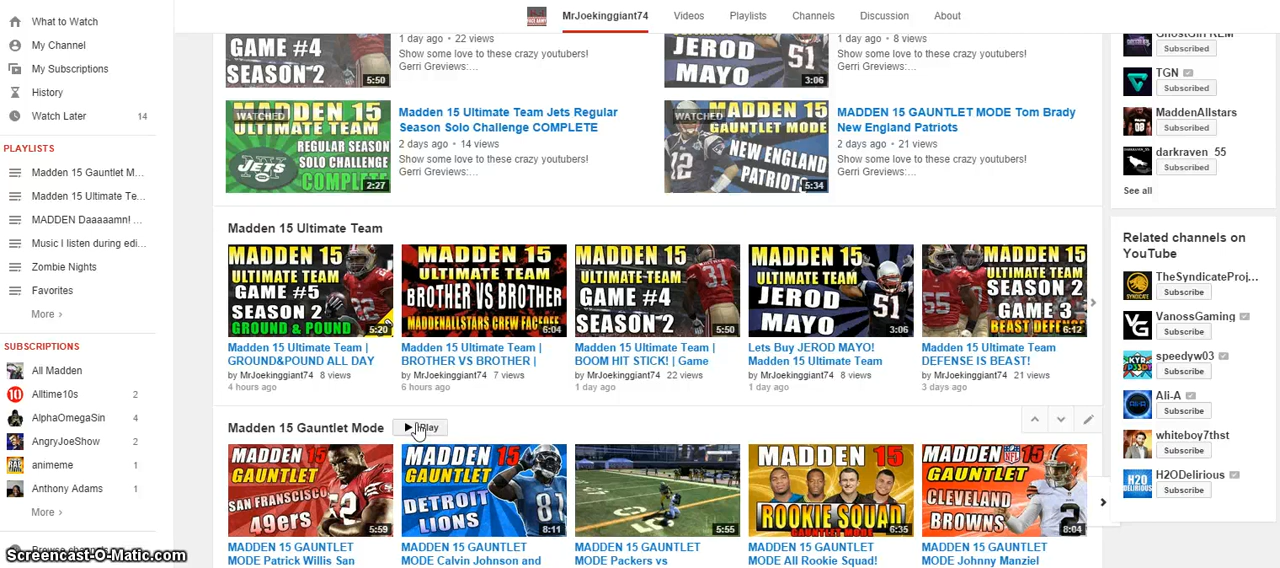 What to Watch
My Channel
My Subscriptions
History
Watch Later 14
PLAYLISTS
Madden 15 Gauntlet M...
Madden 15 Ultimate Te...
MADDEN Daaaaamn! ...
Music I listen during edi...
Zombie Nights
Favorites
More ›
SUBSCRIPTIONS
All Madden
Alltime10s 2
AlphaOmegaSin 4
AngryJoeShow 2
animeme 1
Anthony Adams 1
More ›
Screencast-O-Matic.com
MrJoekinggiant74 Videos Playlists Channels Discussion About
GAME #4
SEASON 2
5:50
1 day ago • 22 views
Show some love to these crazy youtubers!
Gerri Greviews:...
JEROD
MAYO
51
3:06
1 day ago • 8 views
Show some love to these crazy youtubers!
Gerri Greviews:...
WATCHED
MADDEN 15
ULTIMATE TEAM
REGULAR SEASON
SOLO CHALLENGE
COMPLETE
JETS
2:27
Madden 15 Ultimate Team Jets Regular
Season Solo Challenge COMPLETE
2 days ago • 14 views
Show some love to these crazy youtubers!
Gerri Greviews:...
WATCHED
MADDEN 15
GAUNTLET MODE
12
NEW ENGLAND
PATRIOTS
5:34
MADDEN 15 GAUNTLET MODE Tom Brady
New England Patriots
2 days ago • 21 views
Show some love to these crazy youtubers!
Gerri Greviews:...
Madden 15 Ultimate Team
MADDEN 15
ULTIMATE TEAM
GAME #5
SEASON 2
GROUND & POUND
5:20
Madden 15 Ultimate Team |
GROUND&POUND ALL DAY
by MrJoekinggiant74 8 views
4 hours ago
MADDEN 15
ULTIMATE TEAM
BROTHER VS BROTHER
MADDENALLSTARS CREW FACEOFF
6:04
Madden 15 Ultimate Team |
BROTHER VS BROTHER |
by MrJoekinggiant74 7 views
6 hours ago
MADDEN 15
ULTIMATE TEAM
GAME #4
SEASON 2
31
5:50
Madden 15 Ultimate Team |
BOOM HIT STICK! | Game
by MrJoekinggiant74 22 views
1 day ago
MADDEN 15
ULTIMATE TEAM
JEROD
MAYO
51
3:06
Lets Buy JEROD MAYO!
Madden 15 Ultimate Team
by MrJoekinggiant74 8 views
1 day ago
MADDEN 15
ULTIMATE TEAM
SEASON 2
GAME 3
BEAST DEFENSE
55
6:12
Madden 15 Ultimate Team
DEFENSE IS BEAST!
by MrJoekinggiant74 21 views
3 days ago
Madden 15 Gauntlet Mode Play
MADDEN 15
GAUNTLET
SAN FRANSCISCO
49ers
52
5:59
MADDEN 15 GAUNTLET
MODE Patrick Willis San
MADDEN 15
GAUNTLET
DETROIT
LIONS
81
8:11
MADDEN 15 GAUNTLET
MODE Calvin Johnson and
5:55
MADDEN 15 GAUNTLET
MODE Packers vs
MADDEN 15
ROOKIE SQUAD
GAUNTLET MODE
6:35
MADDEN 15 GAUNTLET
MODE All Rookie Squad!
MADDEN 15
GAUNTLET
CLEVELAND
BROWNS
2
8:04
MADDEN 15 GAUNTLET
MODE Johnny Manziel
Subscribed
TGN
Subscribed
MaddenAllstars
Subscribed
darkraven_55
Subscribed
See all
Related channels on
YouTube
TheSyndicateProj...
Subscribe
VanossGaming
Subscribe
speedyw03
Subscribe
Ali-A
Subscribe
whiteboy7thst
Subscribe
H2ODelirious
Subscribe